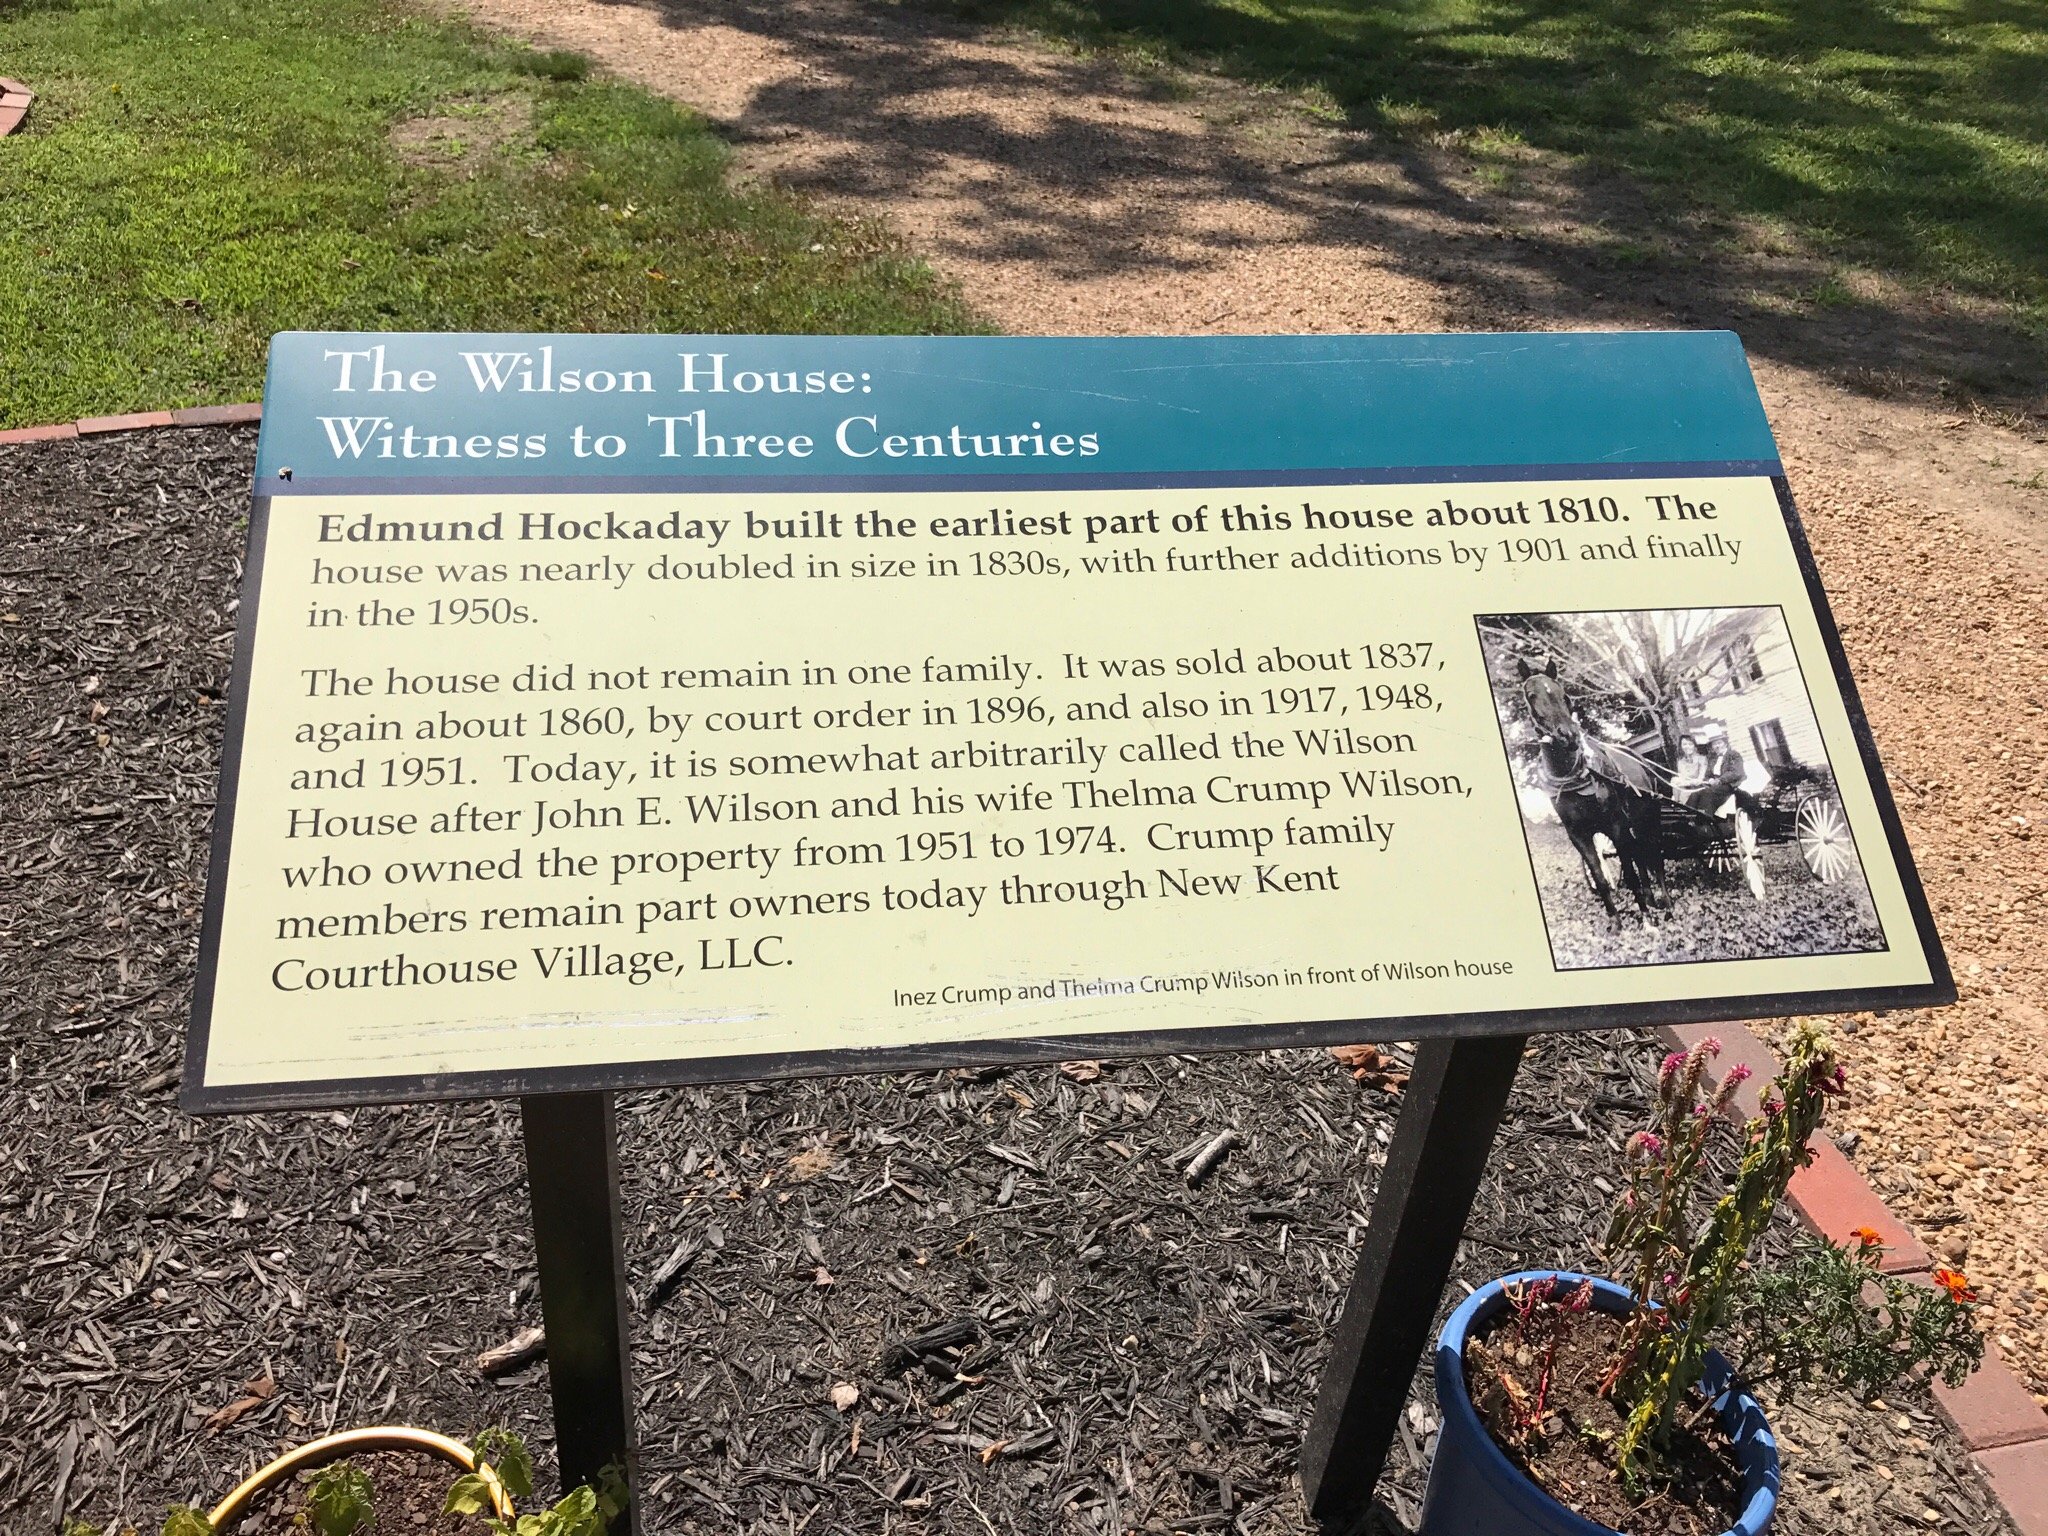 The Wilson House:
Witness to Three Centuries
Edmund Hockaday built the earliest part of this house about 1810. The
house was nearly doubled in size in 1830s, with further additions by 1901 and finally
in the 1950s.
The house did not remain in one family. It was sold about 1837,
again about 1860, by court order in 1896, and also in 1917, 1948,
and 1951. Today, it is somewhat arbitrarily called the Wilson
House after John E. Wilson and his wife Thelma Crump Wilson,
who owned the property from 1951 to 1974. Crump family
members remain part owners today through New Kent
Courthouse Village, LLC.
Inez Crump and Thelma Crump Wilson in front of Wilson house